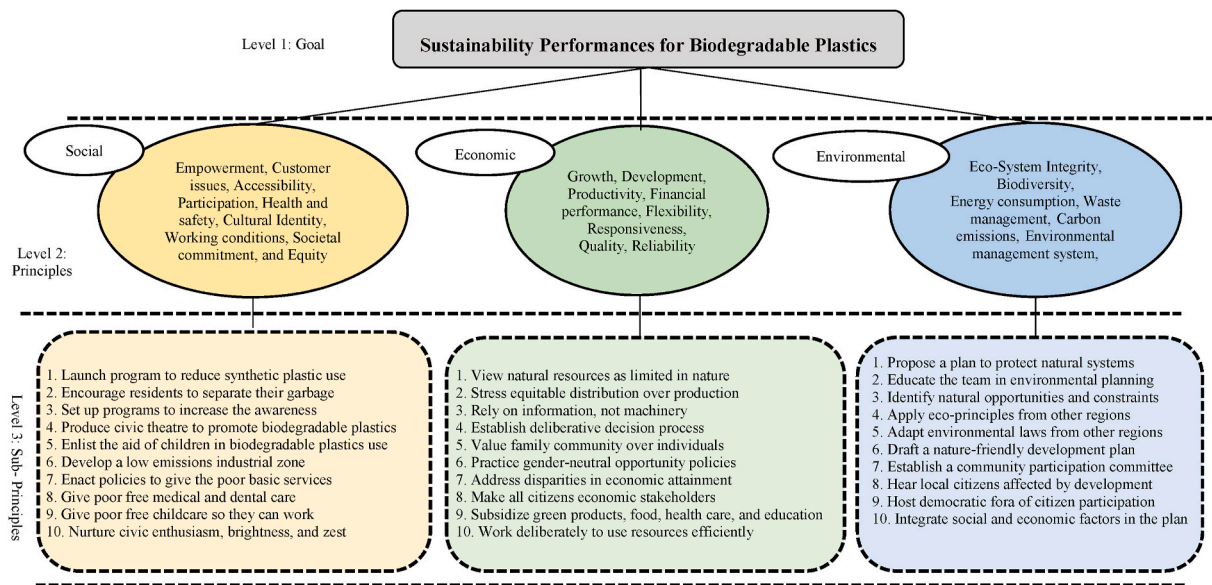 Level 1: Goal
Sustainability Performances for Biodegradable Plastics
Social
Economic
Environmental
Level 2:
Principles
Empowerment, Customer
issues, Accessibility,
Participation, Health and
safety, Cultural Identity,
Working conditions, Societal
commitment, and Equity
Growth, Development,
Productivity, Financial
performance, Flexibility,
Responsiveness,
Quality, Reliability
Eco-System Integrity,
Biodiversity,
Energy consumption, Waste
management, Carbon
emissions, Environmental
management system,
Level 3: Sub- Principles
1. Launch program to reduce synthetic plastic use
2. Encourage residents to separate their garbage
3. Set up programs to increase the awareness
4. Produce civic theatre to promote biodegradable plastics
5. Enlist the aid of children in biodegradable plastics use
6. Develop a low emissions industrial zone
7. Enact policies to give the poor basic services
8. Give poor free medical and dental care
9. Give poor free childcare so they can work
10. Nurture civic enthusiasm, brightness, and zest
1. View natural resources as limited in nature
2. Stress equitable distribution over production
3. Rely on information, not machinery
4. Establish deliberative decision process
5. Value family community over individuals
6. Practice gender-neutral opportunity policies
7. Address disparities in economic attainment
8. Make all citizens economic stakeholders
9. Subsidize green products, food, health care, and education
10. Work deliberately to use resources efficiently
1. Propose a plan to protect natural systems
2. Educate the team in environmental planning
3. Identify natural opportunities and constraints
4. Apply eco-principles from other regions
5. Adapt environmental laws from other regions
6. Draft a nature-friendly development plan
7. Establish a community participation committee
8. Hear local citizens affected by development
9. Host democratic fora of citizen participation
10. Integrate social and economic factors in the plan